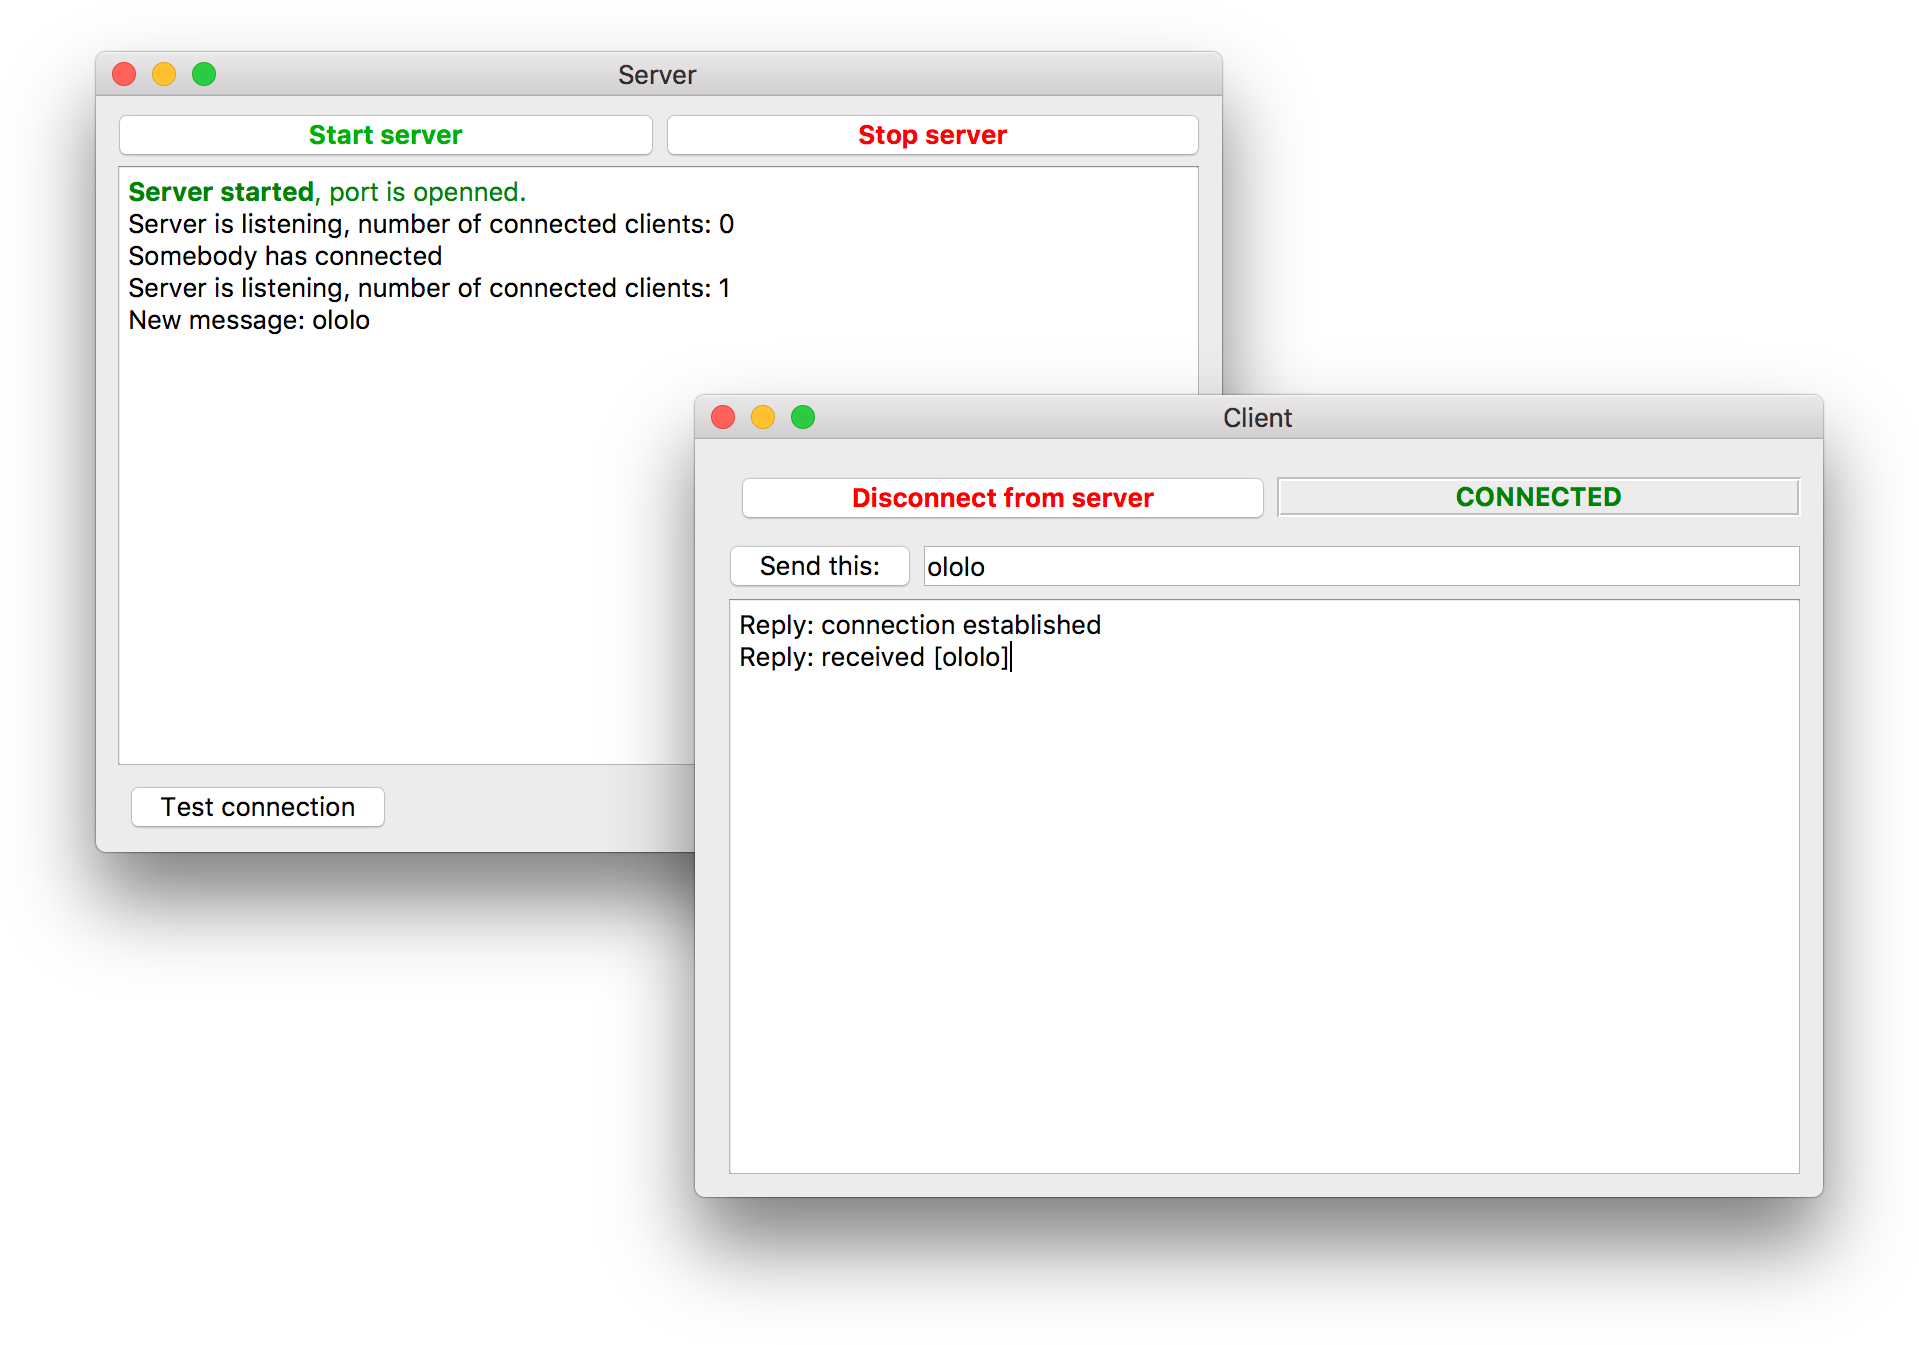 Server
Start server
Stop server
Server started, port is openned.
Server is listening, number of connected clients: 0
Somebody has connected
Server is listening, number of connected clients: 1
New message: ololo
Test connection
Client
Disconnect from server
CONNECTED
Send this:
ololo
Reply: connection established
Reply: received [ololo]